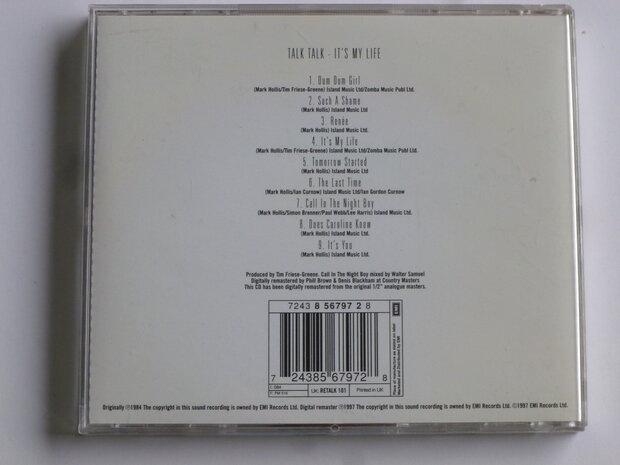 TALK TALK - IT'S MY LIFE
1. Dum Dum Girl
(Mark Hollis/Tim Friese-Greene) Island Music Ltd/Zomba Music Publ Ltd.
2. Such A Shame
(Mark Hollis) Island Music Ltd
3. Renée
(Mark Hollis) Island Music Ltd.
4. It's My Life
(Mark Hollis/Tim Friese-Greene) Island Music Ltd/Zomba Music Publ. Ltd.
5. Tomorrow Started
(Mark Hollis) Island Music Ltd.
6. The Last Time
(Mark Hollis/Ian Curnow) Island Music Ltd/Ian Gordon Curnow
7. Call In The Night Boy
(Mark Hollis/Simon Brenner/Paul Webb/Lee Harris) Island Music Ltd.
8. Does Caroline Know
(Mark Hollis) Island Music Ltd.
9. It's You
(Mark Hollis) Island Music Ltd.
Produced by Tim Friese-Greene. Call In The Night Boy mixed by Walter Samuel
Digitally remastered by Phill Brown & Denis Blackham at Country Masters
This CD has been digitally remastered from the original 1/2" analogue masters.
7243 8 56797 2 8
7 24385 67972 8
UK: RETALK 101
Printed in UK
EMI
Originally ℗1984 The copyright in this sound recording is owned by EMI Records Ltd. Digital remaster ℗1997 The copyright in this sound recording is owned by EMI Records Ltd. ©1997 EMI Records Ltd.